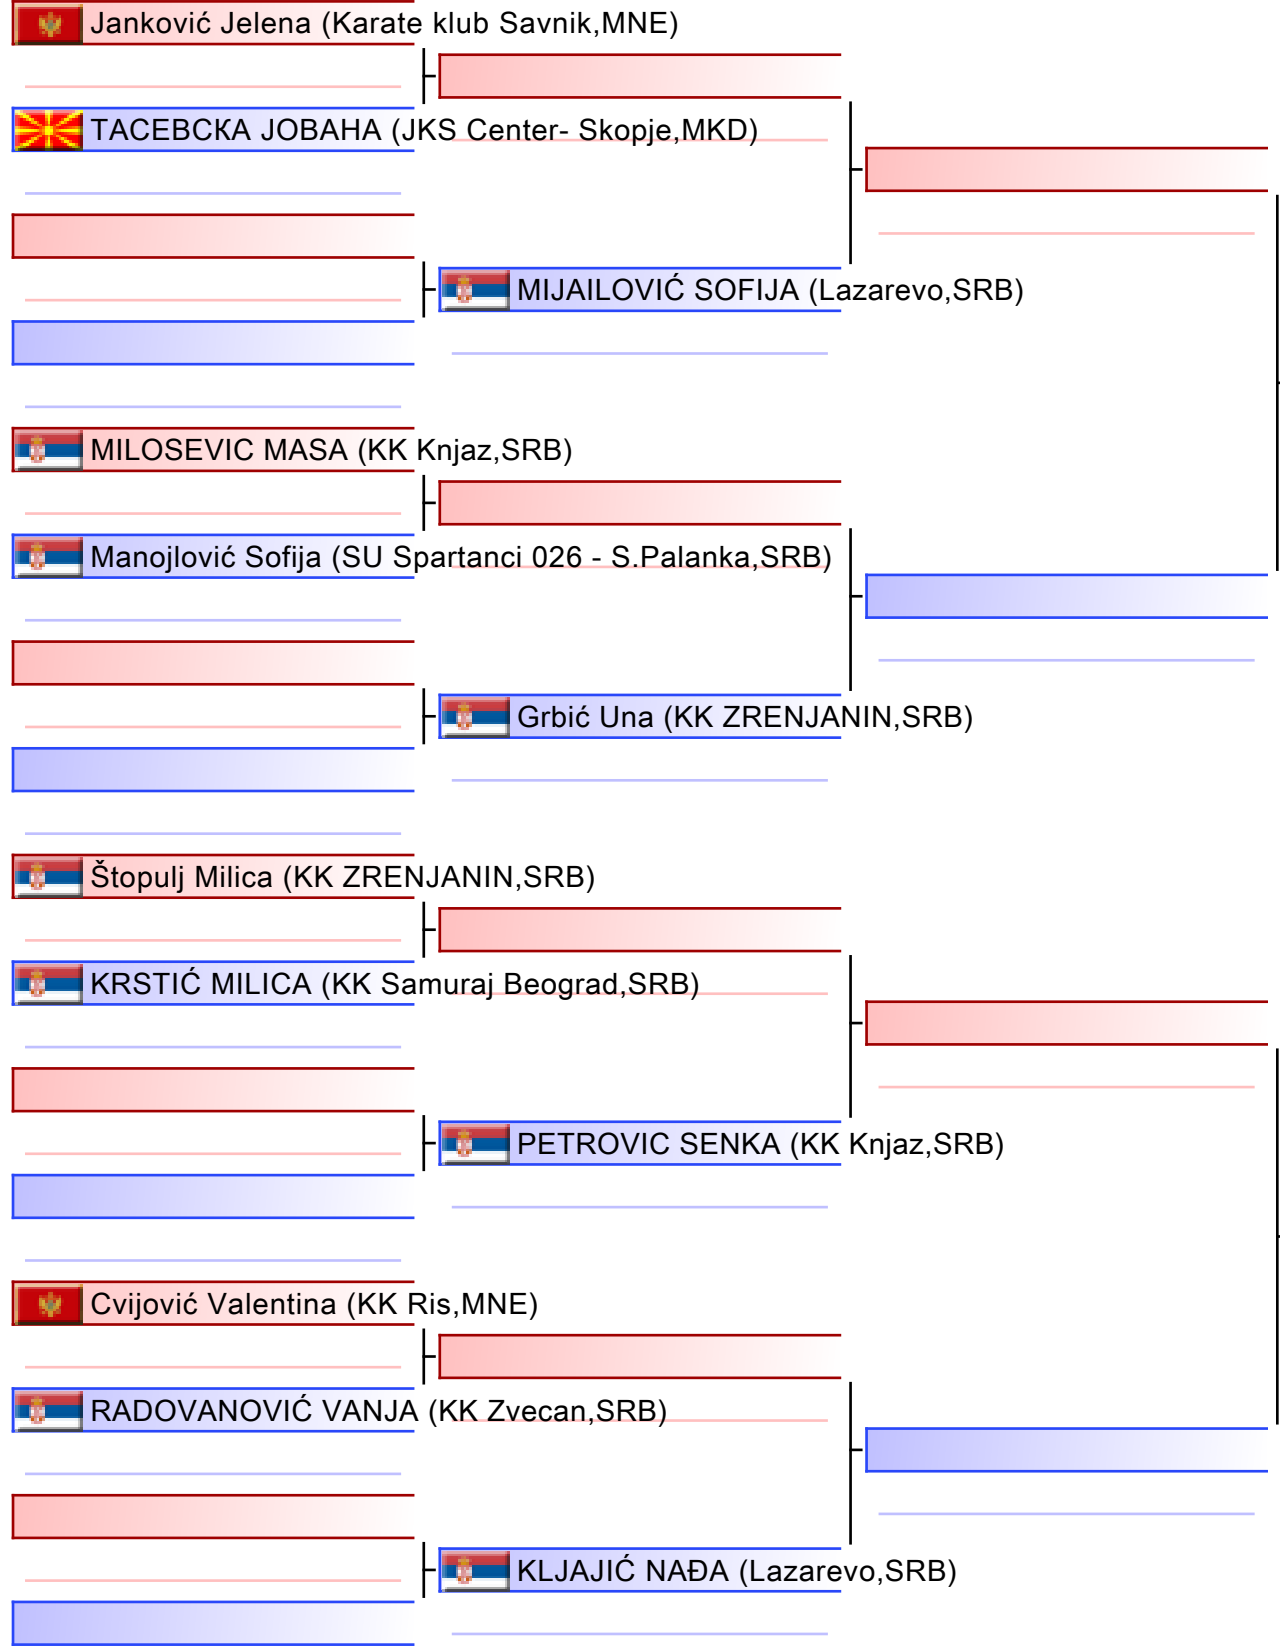 Janković Jelena (Karate klub Savnik,MNE)
ТАСЕВСКА ЈОВАНА (JKS Center- Skopje,MKD)
MIJAILOVIĆ SOFIJA (Lazarevo,SRB)
MILOSEVIC MASA (KK Knjaz,SRB)
Manojlović Sofija (SU Spartanci 026 - S.Palanka,SRB)
Grbić Una (KK ZRENJANIN,SRB)
Štopulj Milica (KK ZRENJANIN,SRB)
KRSTIĆ MILICA (KK Samuraj Beograd,SRB)
PETROVIC SENKA (KK Knjaz,SRB)
Cvijović Valentina (KK Ris,MNE)
RADOVANOVIĆ VANJA (KK Zvecan,SRB)
KLJAJIĆ NAĐA (Lazarevo,SRB)